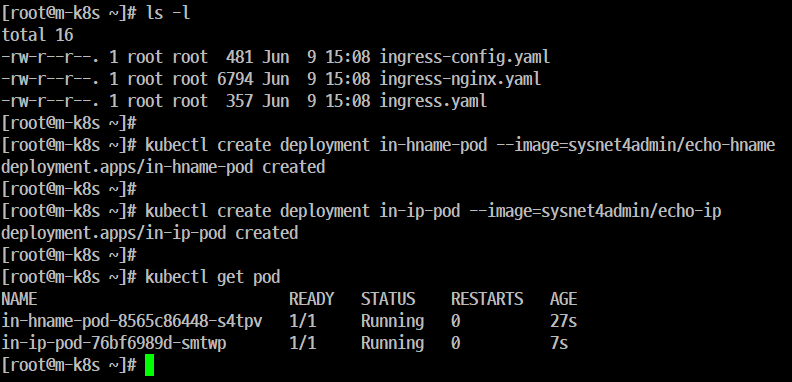 [root@m-k8s ~]# ls -l
total 16
-rw-r--r--. 1 root root  481 Jun  9 15:08 ingress-config.yaml
-rw-r--r--. 1 root root 6794 Jun  9 15:08 ingress-nginx.yaml
-rw-r--r--. 1 root root  357 Jun  9 15:08 ingress.yaml
[root@m-k8s ~]#
[root@m-k8s ~]# kubectl create deployment in-hname-pod --image=sysnet4admin/echo-hname
deployment.apps/in-hname-pod created
[root@m-k8s ~]#
[root@m-k8s ~]# kubectl create deployment in-ip-pod --image=sysnet4admin/echo-ip
deployment.apps/in-ip-pod created
[root@m-k8s ~]#
[root@m-k8s ~]# kubectl get pod
NAME                            READY   STATUS    RESTARTS   AGE
in-hname-pod-8565c86448-s4tpv   1/1     Running   0          27s
in-ip-pod-76bf6989d-smtwp       1/1     Running   0          7s
[root@m-k8s ~]#